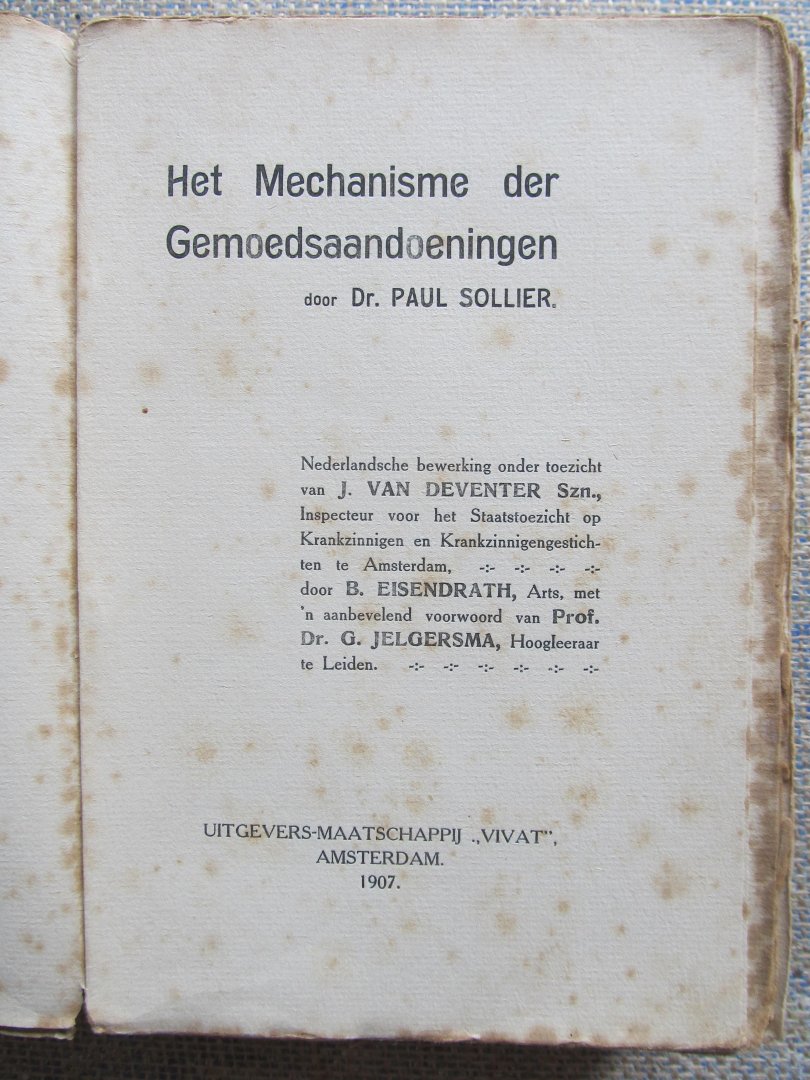 Het Mechanisme der
Gemoedsaandoeningen
door Dr. PAUL SOLLIER.
Nederlandsche bewerking onder toezicht
van J. VAN DEVENTER Szn.,
Inspecteur voor het Staatstoezicht op
Krankzinnigen en Krankzinnigengestich-
ten te Amsterdam, -:- -:- -:- -:-
door B. EISENDRATH, Arts, met
'n aanbevelend voorwoord van Prof.
Dr. G. JELGERSMA, Hoogleeraar
te Leiden. -:- -:- -:- -:- -:- -:-
UITGEVERS-MAATSCHAPPIJ „VIVAT”,
AMSTERDAM.
1907.